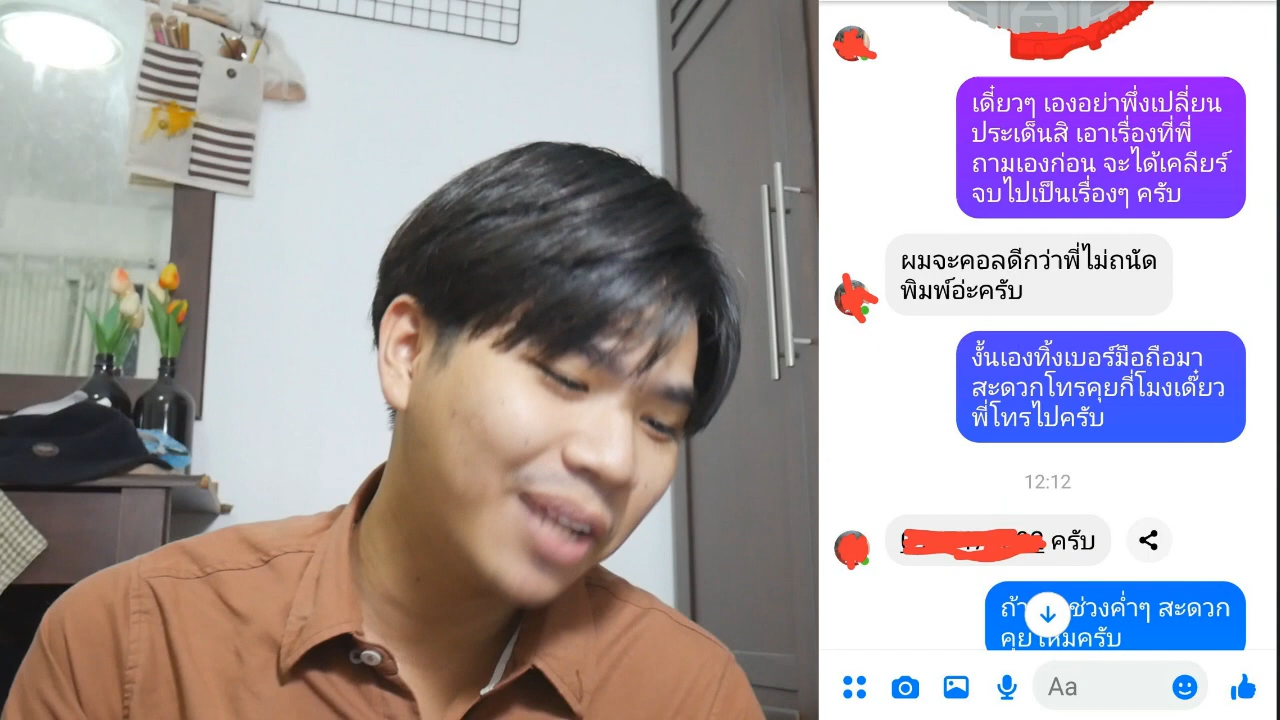 เดี๋ยวๆ เองอย่าพึ่งเปลี่ยน
ประเด็นสิ เอาเรื่องที่พี่
ถามเองก่อน จะได้เคลียร์
จบไปเป็นเรื่องๆ ครับ
ผมจะคอลดีกว่าพี่ไม่ถนัด
พิมพ์อ่ะครับ
งั้นเองทิ้งเบอร์มือถือมา
สะดวกโทรคุยกี่โมงเดี๊ยว
พี่โทรไปครับ
12:12
ครับ
ถ้า ช่วงค่ำๆ สะดวก
คุยไหมครับ
Aa